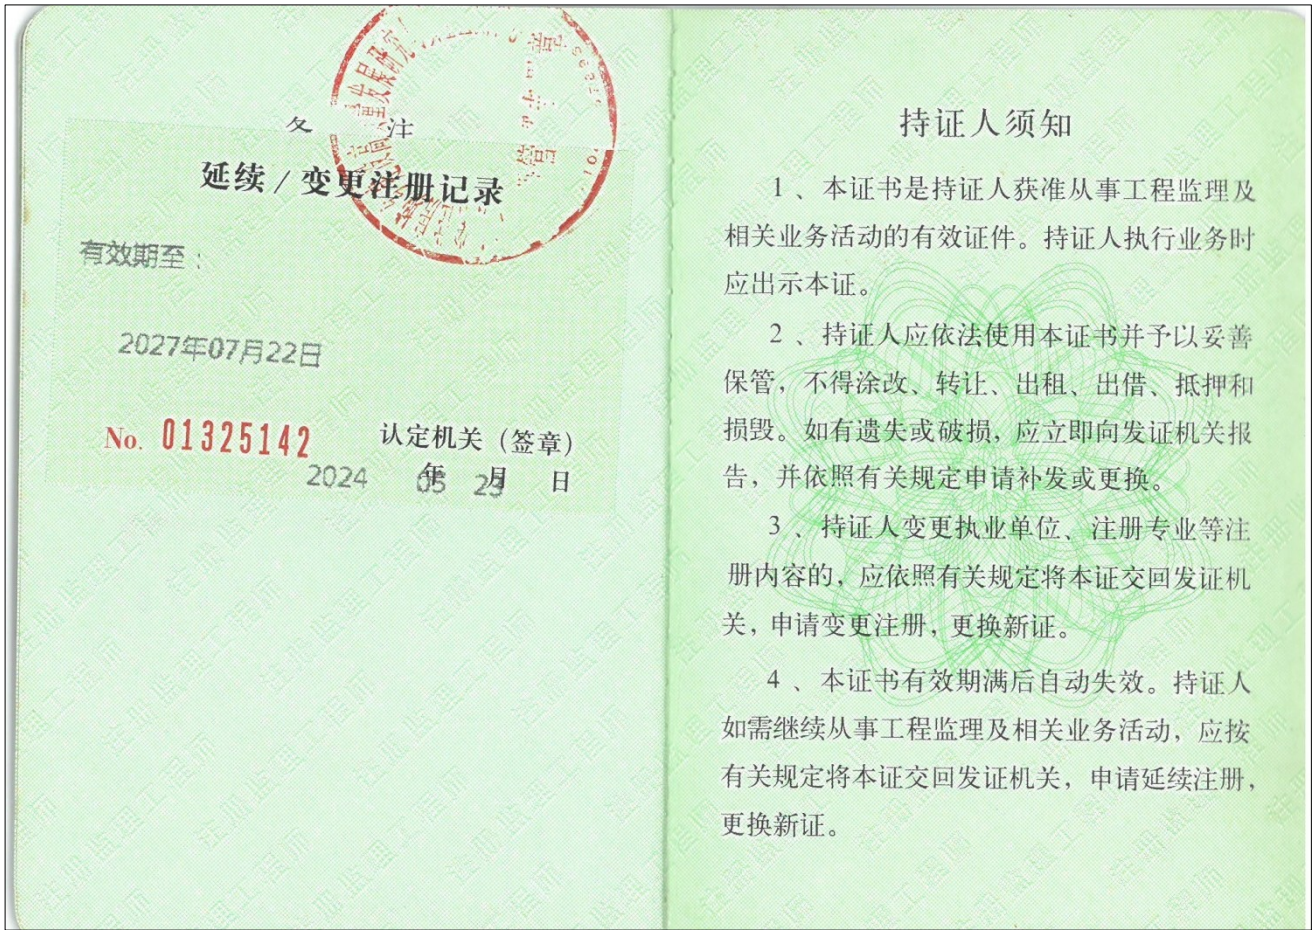 备注
延续/变更注册记录
有效期至：
2027年07月22日
No. 01325142
认定机关（签章）
2024年05月23日
持证人须知
1、本证书是持证人获准从事工程监理及
相关业务活动的有效证件。持证人执行业务时
应出示本证。
2、持证人应依法使用本证书并予以妥善
保管，不得涂改、转让、出租、出借、抵押和
损毁。如有遗失或破损，应立即向发证机关报
告，并依照有关规定申请补发或更换。
3、持证人变更执业单位、注册专业等注
册内容的，应依照有关规定将本证交回发证机
关，申请变更注册，更换新证。
4、本证书有效期满后自动失效。持证人
如需继续从事工程监理及相关业务活动，应按
有关规定将本证交回发证机关，申请延续注册，
更换新证。